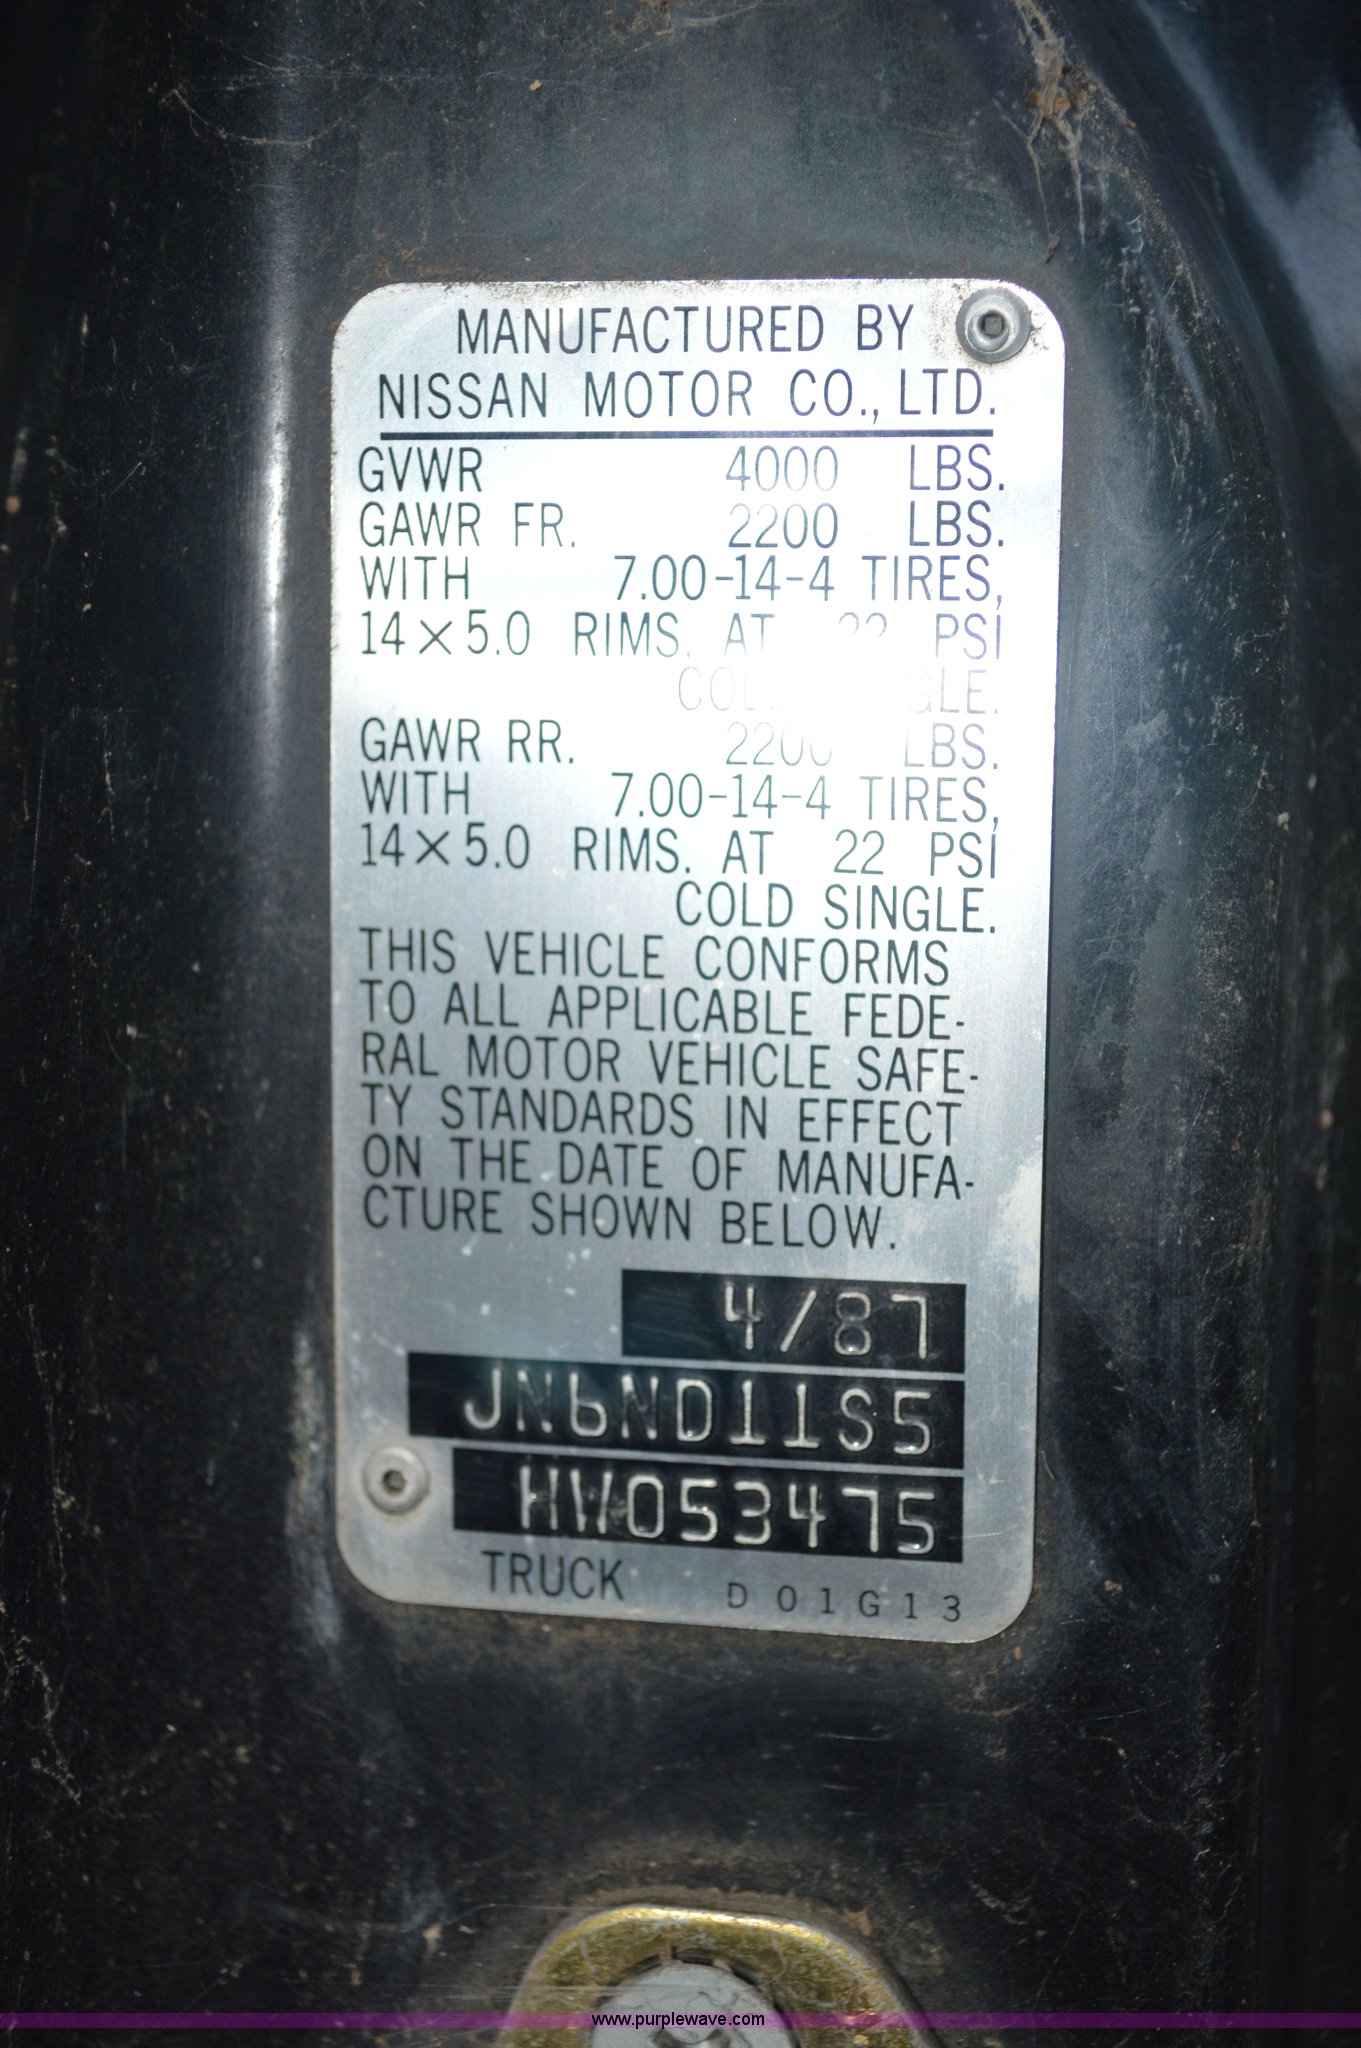 MANUFACTURED BY
NISSAN MOTOR CO., LTD.
GVWR 4000 LBS.
GAWR FR. 2200 LBS.
WITH 7.00-14-4 TIRES,
14×5.0 RIMS. AT 22 PSI
COLD
GAWR RR. 2200 LBS.
WITH 7.00-14-4 TIRES,
14×5.0 RIMS. AT 22 PSI
COLD SINGLE.
THIS VEHICLE CONFORMS
TO ALL APPLICABLE FEDE-
RAL MOTOR VEHICLE SAFE-
TY STANDARDS IN EFFECT
ON THE DATE OF MANUFA-
CTURE SHOWN BELOW.
4/87
JN6ND11S5
HW053475
TRUCK D01G13
www.purplewave.com